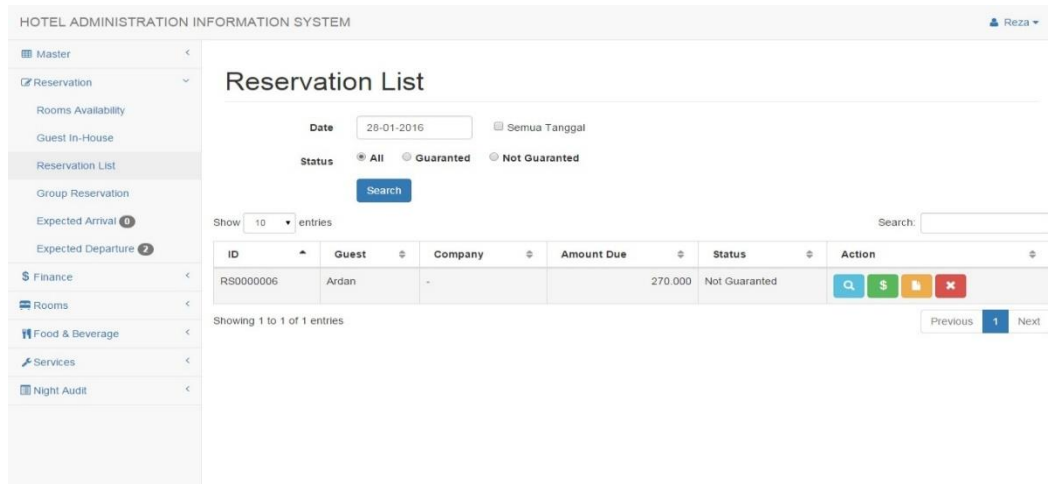 HOTEL ADMINISTRATION INFORMATION SYSTEM
Reza
Master
Reservation
Rooms Availability
Guest In-House
Reservation List
Group Reservation
Expected Arrival 0
Expected Departure 2
$ Finance
Rooms
Food & Beverage
Services
Night Audit
Reservation List
Date 28-01-2016 Semua Tanggal
Status All Guaranted Not Guaranted
Search
Show 10 entries Search:
ID Guest Company Amount Due Status Action
RS0000006 Ardan - 270.000 Not Guaranted $
Showing 1 to 1 of 1 entries Previous 1 Next